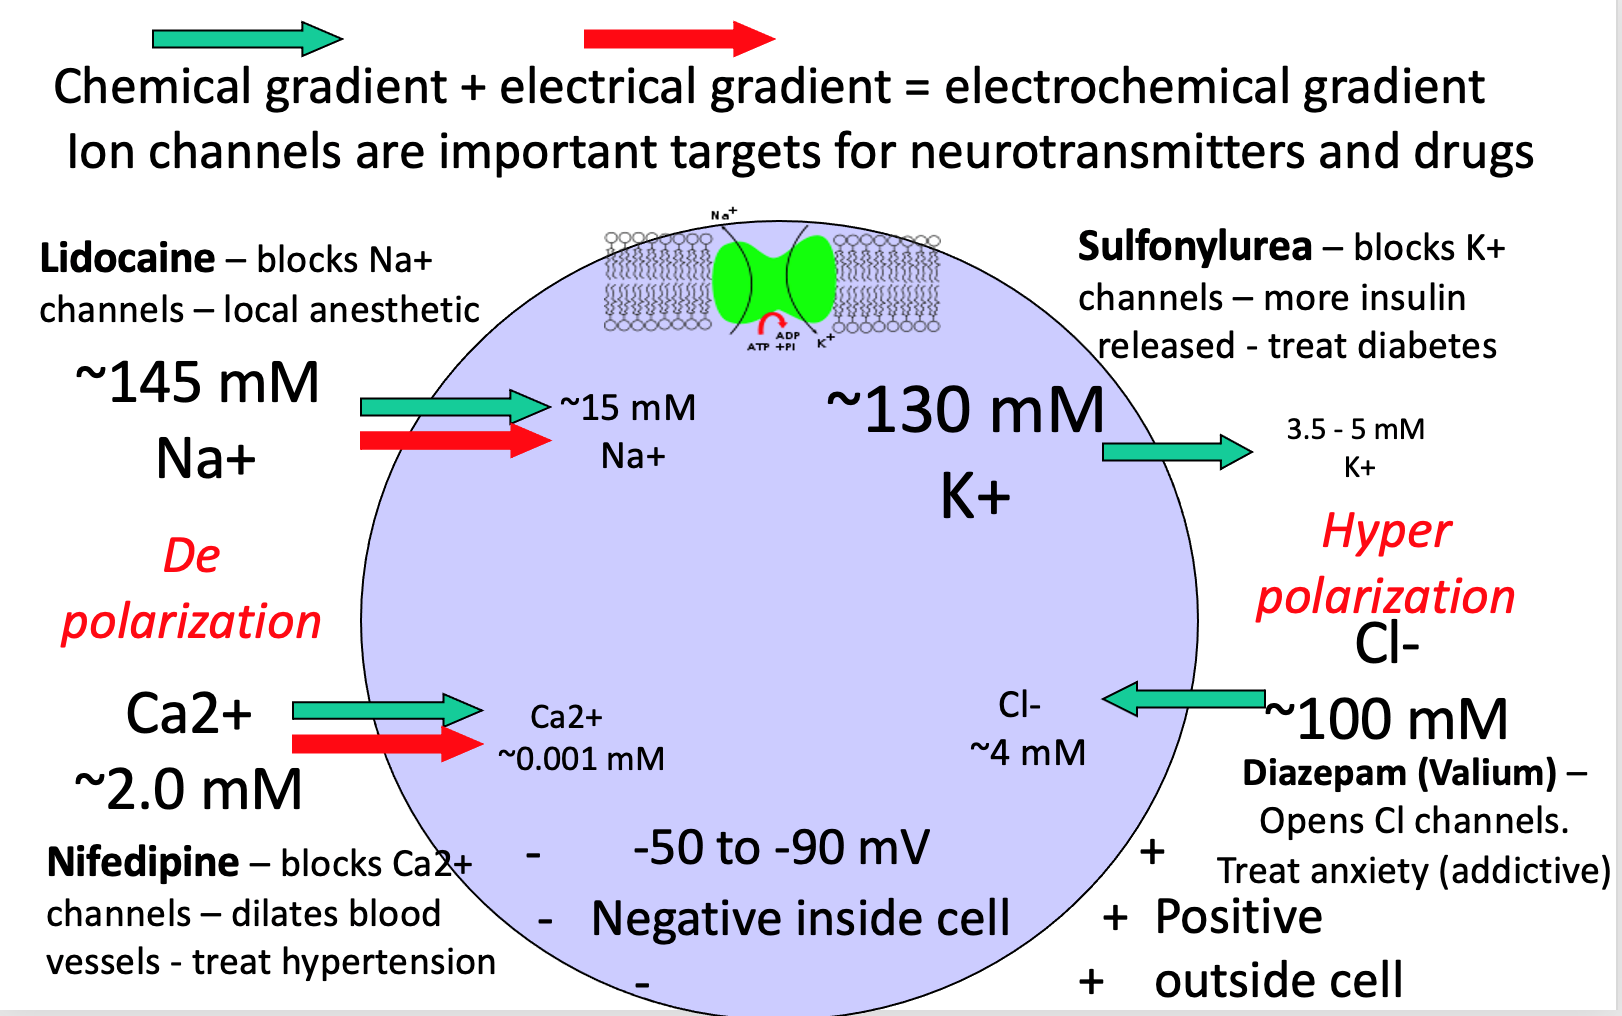 Chemical gradient + electrical gradient = electrochemical gradient
Ion channels are important targets for neurotransmitters and drugs
Lidocaine – blocks Na+
channels – local anesthetic
~145 mM
Na+
De
polarization
Ca2+
~2.0 mM
Nifedipine – blocks Ca2+
channels – dilates blood
vessels - treat hypertension
Na+
ATP
ADP
+PI
K+
~15 mM
Na+
~130 mM
K+
Ca2+
~0.001 mM
Cl-
~4 mM
- -50 to -90 mV
- Negative inside cell
-
Sulfonylurea – blocks K+
channels – more insulin
released - treat diabetes
3.5 - 5 mM
K+
Hyper
polarization
Cl-
~100 mM
Diazepam (Valium) –
Opens Cl channels.
Treat anxiety (addictive)
+
+ Positive
+ outside cell